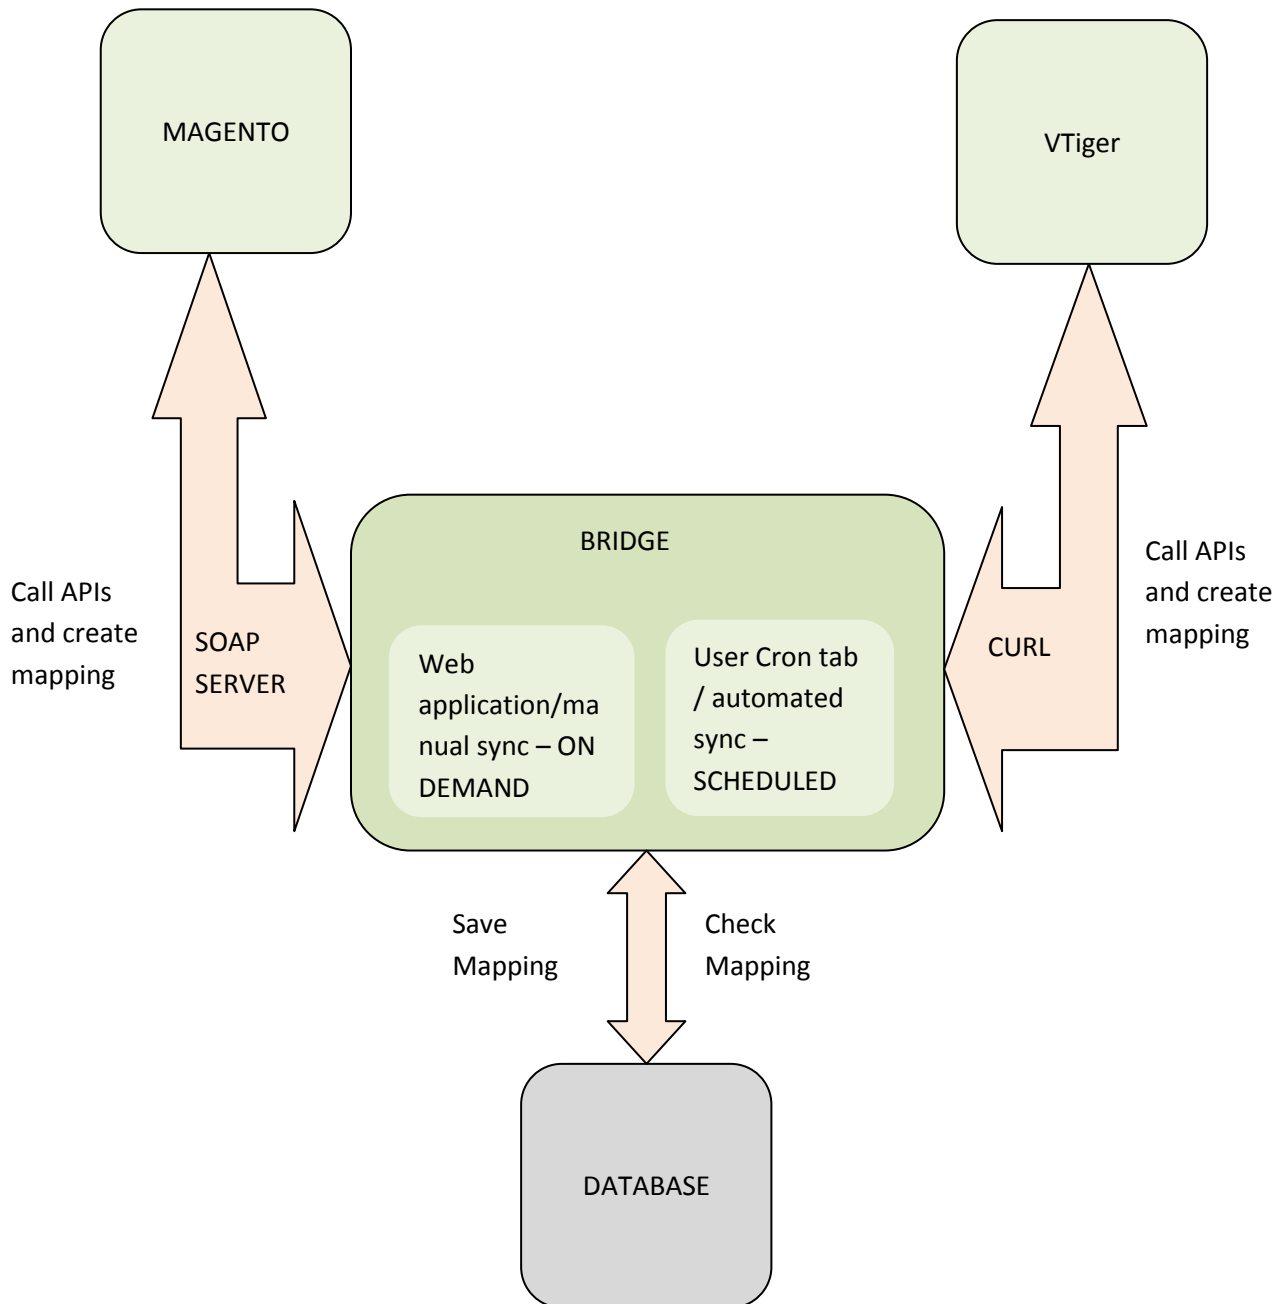 MAGENTO
VTiger
BRIDGE
Call APIs
and create
mapping
SOAP
SERVER
Web
application/ma
nual sync – ON
DEMAND
User Cron tab
/ automated
sync –
SCHEDULED
CURL
Call APIs
and create
mapping
Save
Mapping
Check
Mapping
DATABASE